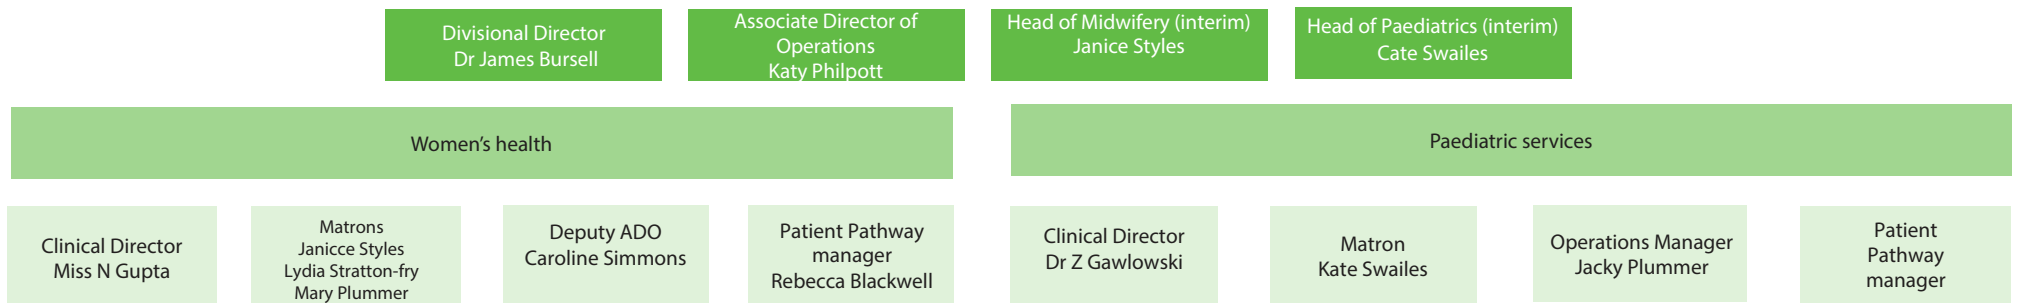 Divisional Director
Dr James Bursell
Associate Director of
Operations
Katy Philpott
Head of Midwifery (interim)
Janice Styles
Head of Paediatrics (interim)
Cate Swailes
Women’s health
Paediatric services
Clinical Director
Miss N Gupta
Matrons
Janicce Styles
Lydia Stratton-fry
Mary Plummer
Deputy ADO
Caroline Simmons
Patient Pathway
manager
Rebecca Blackwell
Clinical Director
Dr Z Gawlowski
Matron
Kate Swailes
Operations Manager
Jacky Plummer
Patient
Pathway
manager